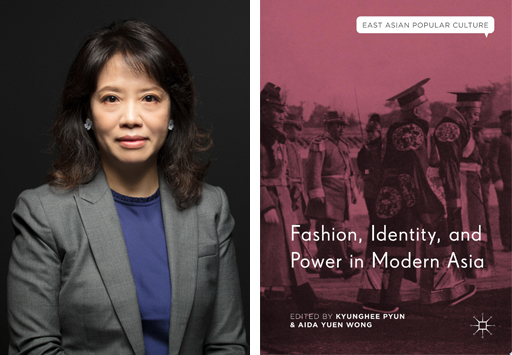 EAST ASIAN POPULAR CULTURE
Fashion, Identity, and
Power in Modern Asia
EDITED BY KYUNGHEE PYUN
& AIDA YUEN WONG